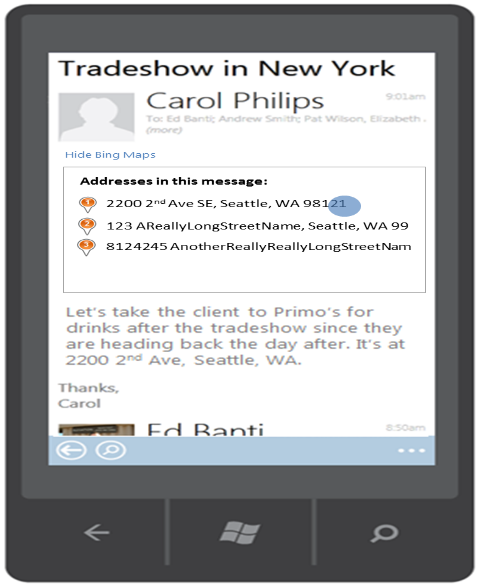 Tradeshow in New York
Carol Philips
9:01am
To: Ed Banti; Andrew Smith; Pat Wilson, Elizabeth .
(more)
Hide Bing Maps
Addresses in this message:
1 2200 2nd Ave SE, Seattle, WA 98121
2 123 AReallyLongStreetName, Seattle, WA 99
3 8124245 AnotherReallyReallyLongStreetNam
Let's take the client to Primo's for
drinks after the tradeshow since they
are heading back the day after. It's at
2200 2nd Ave, Seattle, WA.
Thanks,
Carol
Ed Banti
8:50am